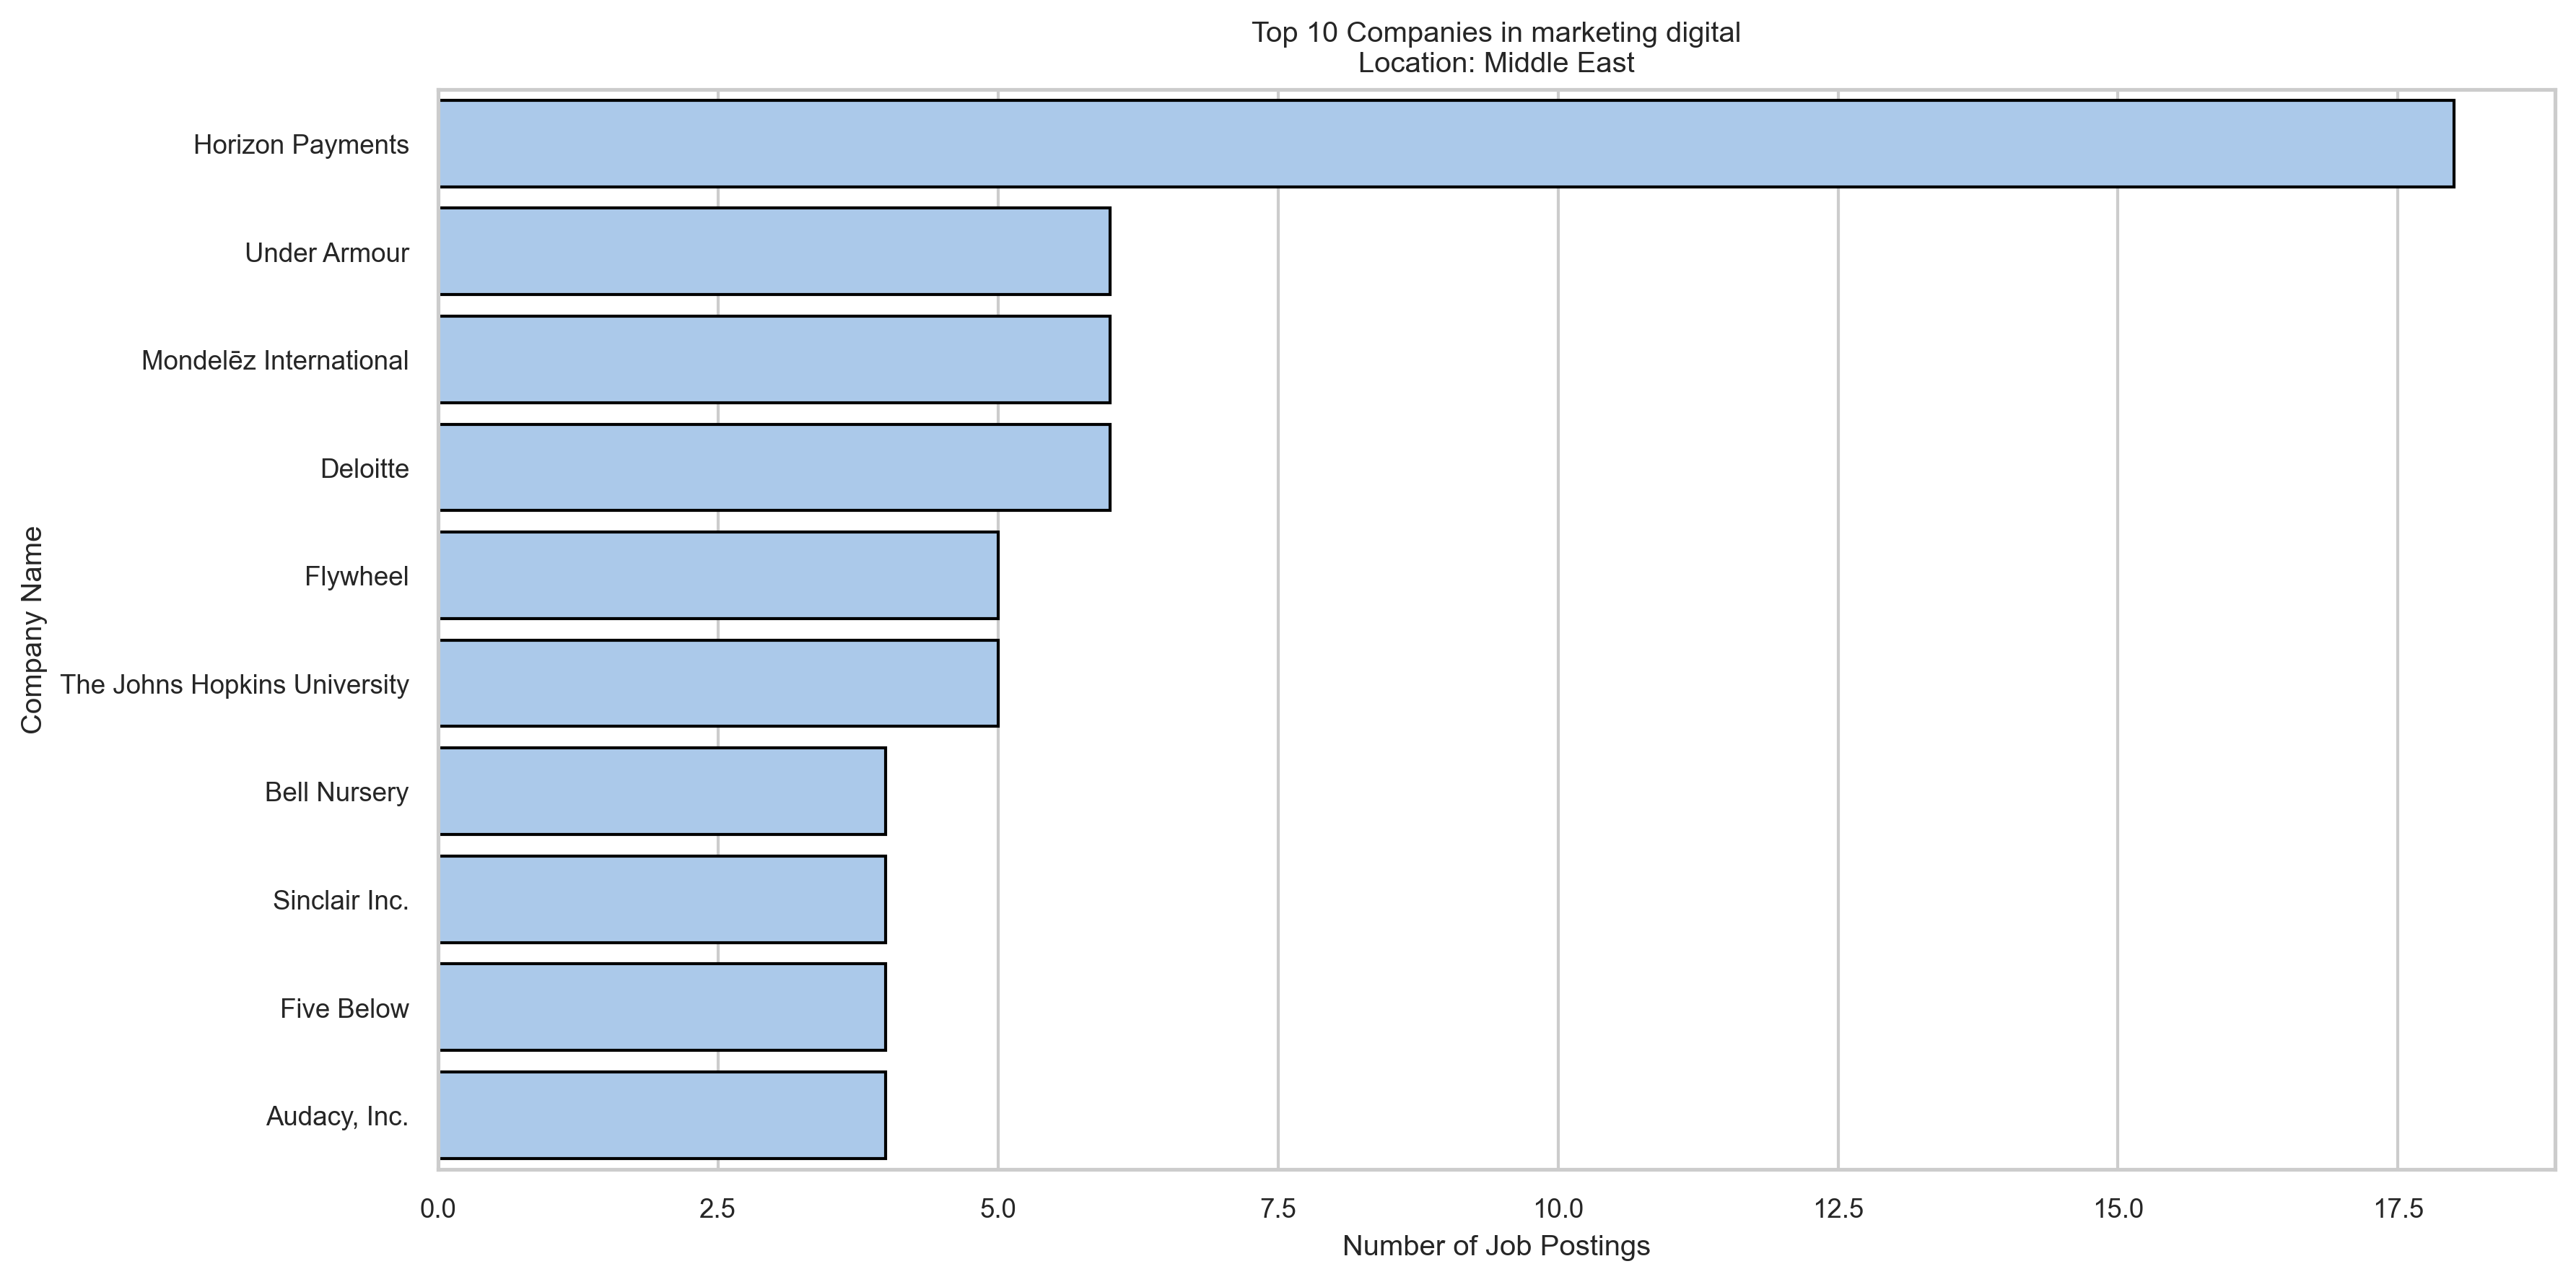 Top 10 Companies in marketing digital
Location: Middle East
Company Name
Horizon Payments
Under Armour
Mondelēz International
Deloitte
Flywheel
The Johns Hopkins University
Bell Nursery
Sinclair Inc.
Five Below
Audacy, Inc.
0.0 2.5 5.0 7.5 10.0 12.5 15.0 17.5
Number of Job Postings